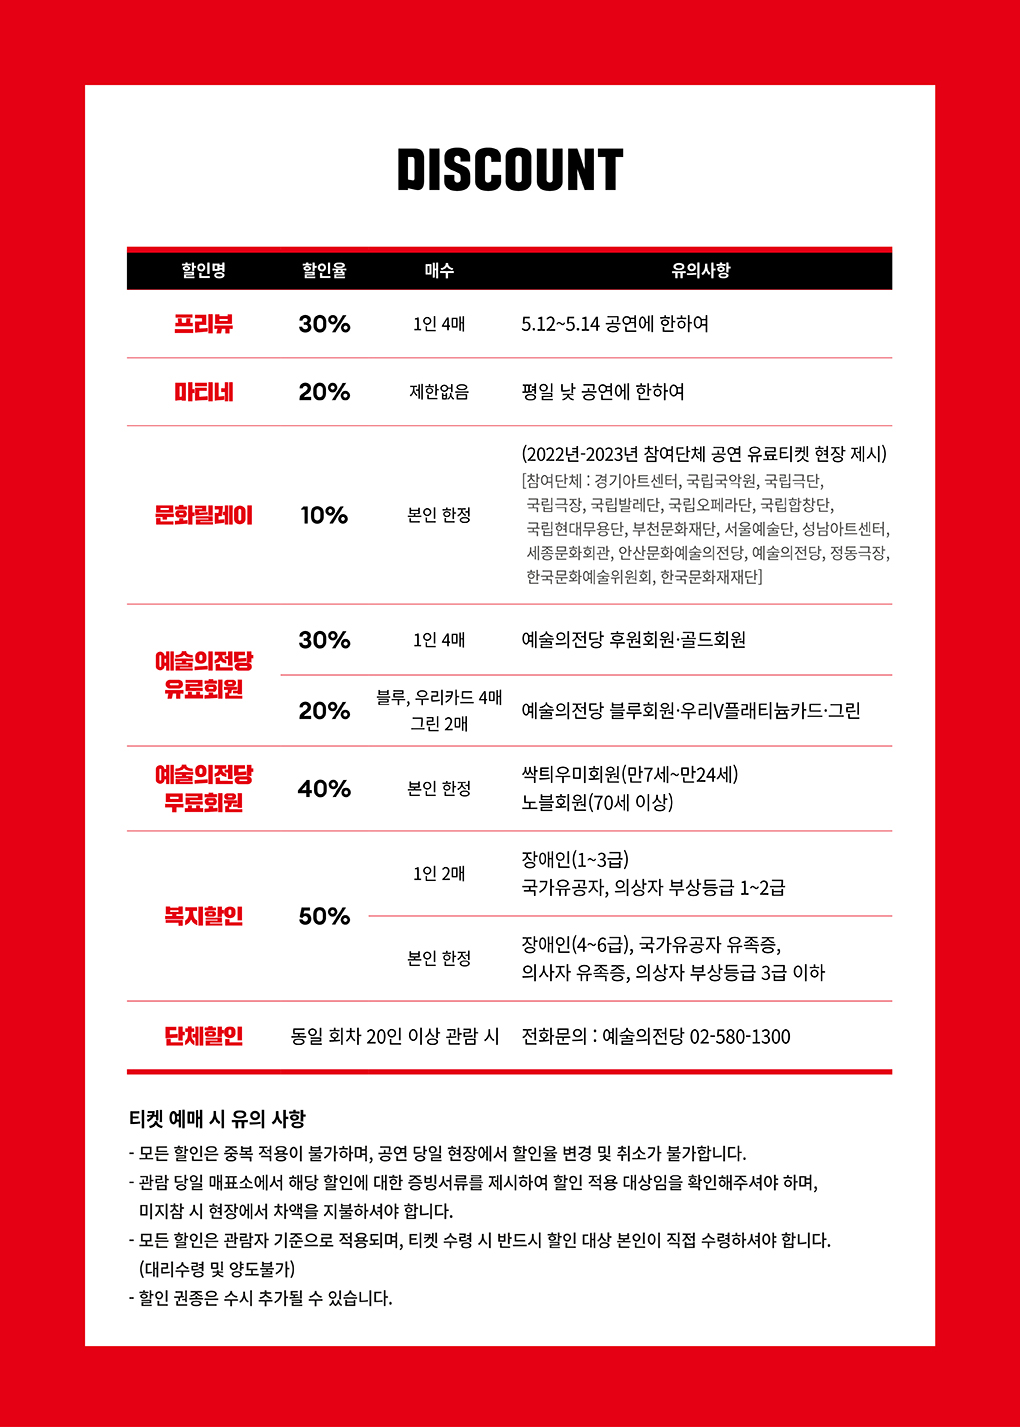 DISCOUNT
할인명 할인율 매수 유의사항
프리뷰 30% 1인 4매 5.12~5.14 공연에 한하여
마티네 20% 제한없음 평일 낮 공연에 한하여
문화릴레이 10% 본인 한정 (2022년-2023년 참여단체 공연 유료티켓 현장 제시)
[참여단체 : 경기아트센터, 국립국악원, 국립극단,
국립극장, 국립발레단, 국립오페라단, 국립합창단,
국립현대무용단, 부천문화재단, 서울예술단, 성남아트센터,
세종문화회관, 안산문화예술의전당, 예술의전당, 정동극장,
한국문화예술위원회, 한국문화재재단]
예술의전당
유료회원
30% 1인 4매 예술의전당 후원회원·골드회원
20% 블루, 우리카드 4매
그린 2매
예술의전당 블루회원·우리V플래티늄카드·그린
예술의전당
무료회원
40% 본인 한정 싹틔우미회원(만7세~만24세)
노블회원(70세 이상)
복지할인 50%
1인 2매 장애인(1~3급)
국가유공자, 의상자 부상등급 1~2급
본인 한정 장애인(4~6급), 국가유공자 유족증,
의사자 유족증, 의상자 부상등급 3급 이하
단체할인 동일 회차 20인 이상 관람 시 전화문의 : 예술의전당 02-580-1300
티켓 예매 시 유의 사항
- 모든 할인은 중복 적용이 불가하며, 공연 당일 현장에서 할인율 변경 및 취소가 불가합니다.
- 관람 당일 매표소에서 해당 할인에 대한 증빙서류를 제시하여 할인 적용 대상임을 확인해주셔야 하며,
미지참 시 현장에서 차액을 지불하셔야 합니다.
- 모든 할인은 관람자 기준으로 적용되며, 티켓 수령 시 반드시 할인 대상 본인이 직접 수령하셔야 합니다.
(대리수령 및 양도불가)
- 할인 권종은 수시 추가될 수 있습니다.